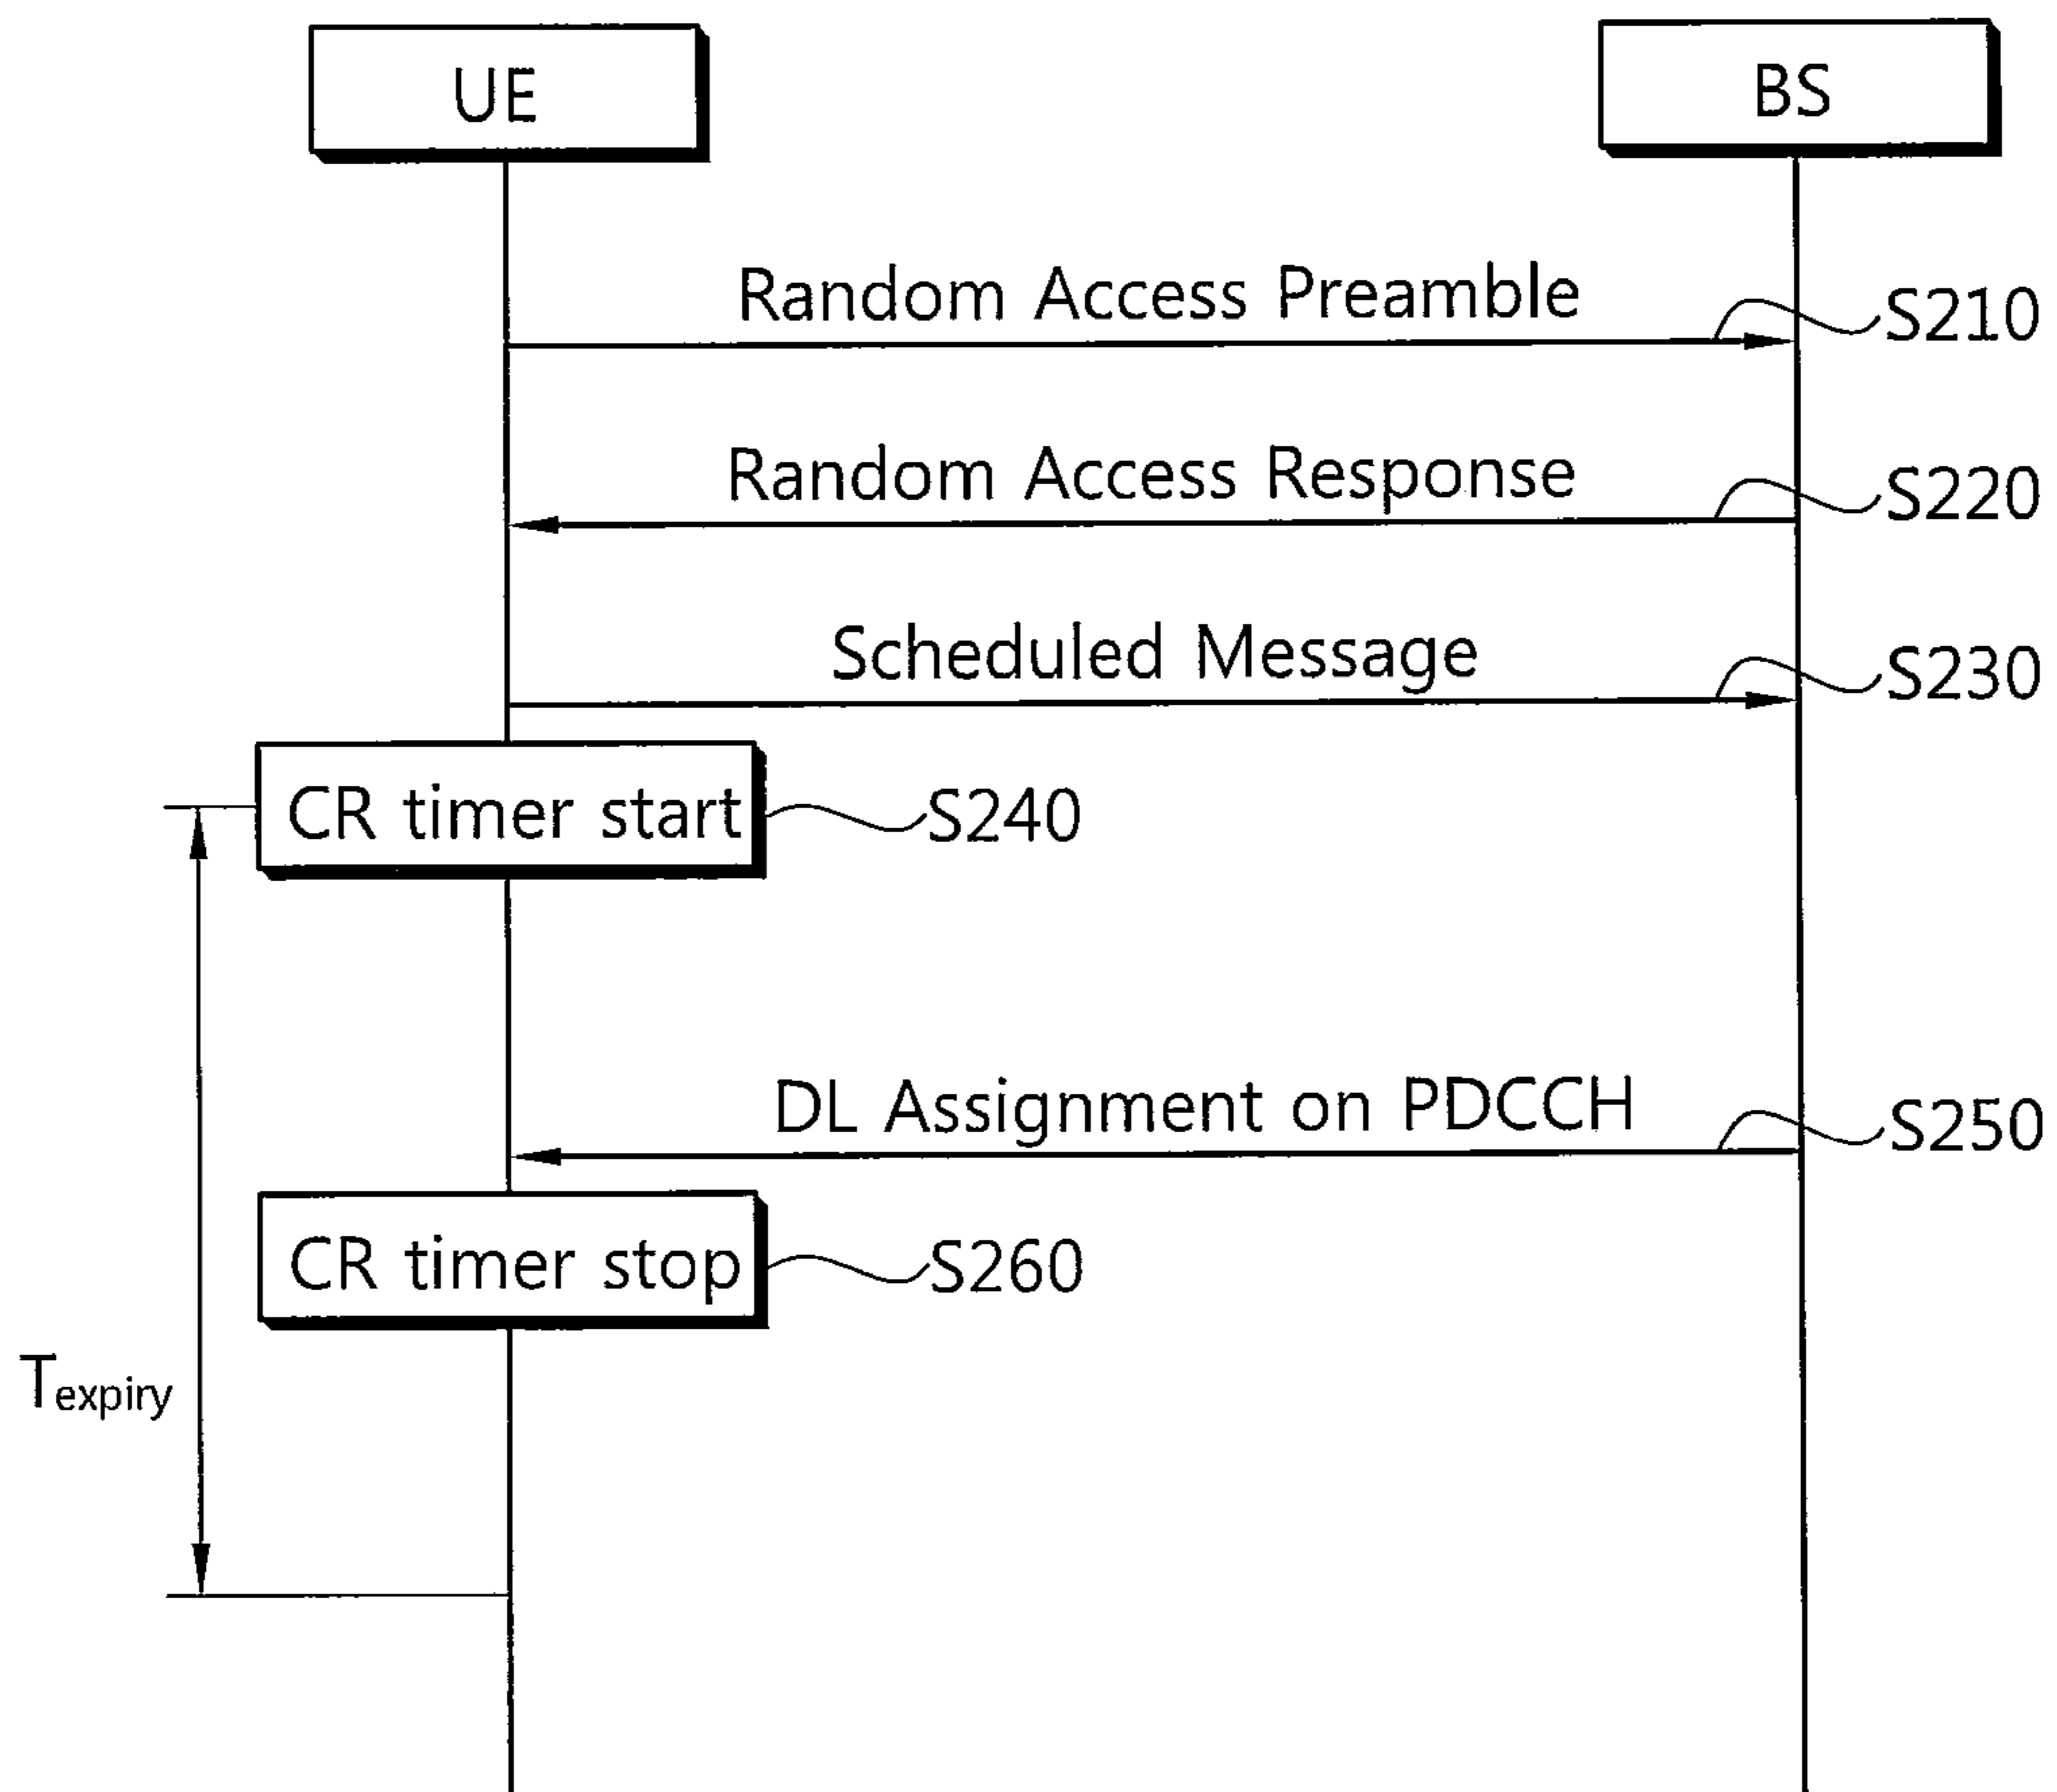 UE
BS
Random Access Preamble
S210
Random Access Response
S220
Scheduled Message
S230
CR timer start
S240
DL Assignment on PDCCH
S250
CR timer stop
S260
Texpiry